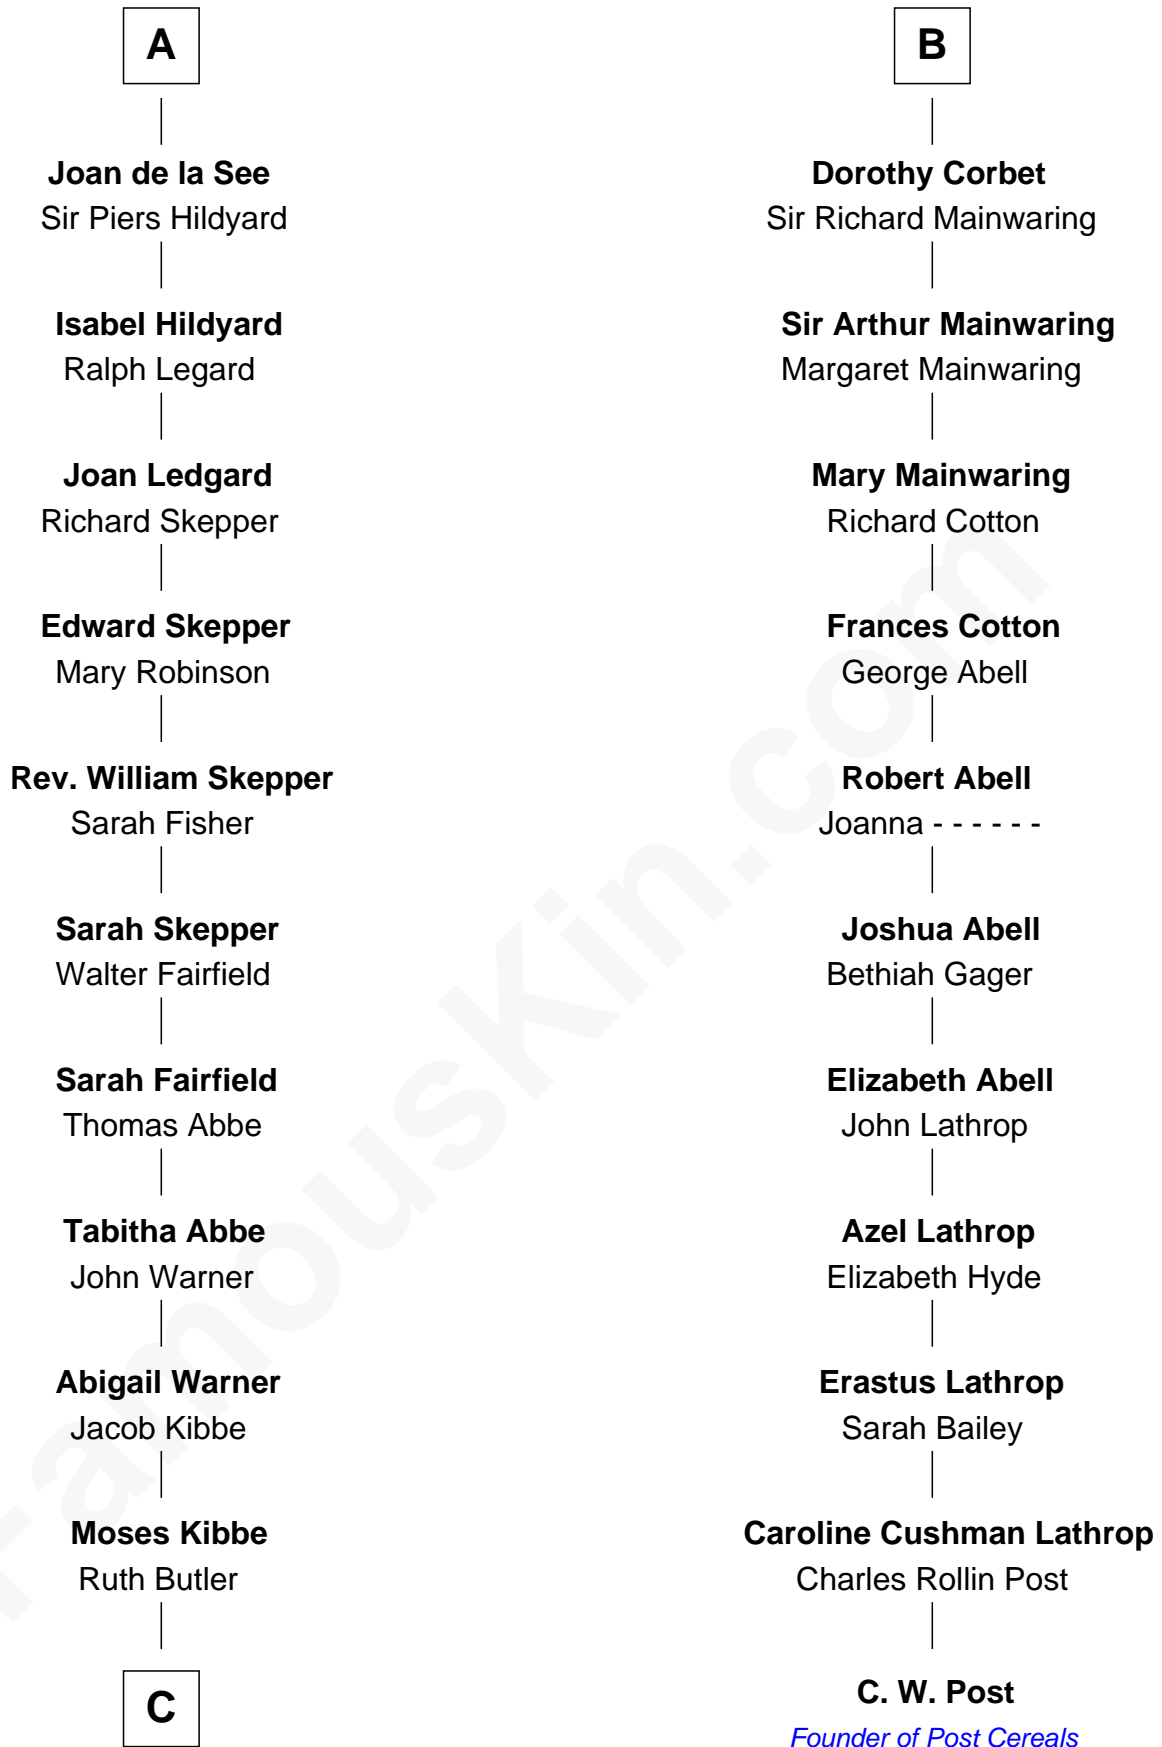 A
Joan de la See
Sir Piers Hildyard
Isabel Hildyard
Ralph Legard
Joan Ledgard
Richard Skepper
Edward Skepper
Mary Robinson
Rev. William Skepper
Sarah Fisher
Sarah Skepper
Walter Fairfield
Sarah Fairfield
Thomas Abbe
Tabitha Abbe
John Warner
Abigail Warner
Jacob Kibbe
Moses Kibbe
Ruth Butler
C
B
Dorothy Corbet
Sir Richard Mainwaring
Sir Arthur Mainwaring
Margaret Mainwaring
Mary Mainwaring
Richard Cotton
Frances Cotton
George Abell
Robert Abell
Joanna - - - - - -
Joshua Abell
Bethiah Gager
Elizabeth Abell
John Lathrop
Azel Lathrop
Elizabeth Hyde
Erastus Lathrop
Sarah Bailey
Caroline Cushman Lathrop
Charles Rollin Post
C. W. Post
Founder of Post Cereals
FamousKin.com